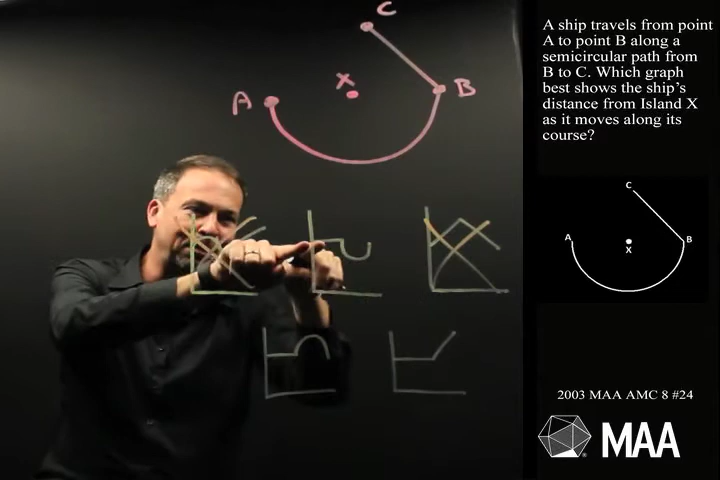 C
X
A
B
A ship travels from point
A to point B along a
semicircular path from
B to C. Which graph
best shows the ship's
distance from Island X
as it moves along its
course?
C
A
B
X
2003 MAA AMC 8 #24
MAA